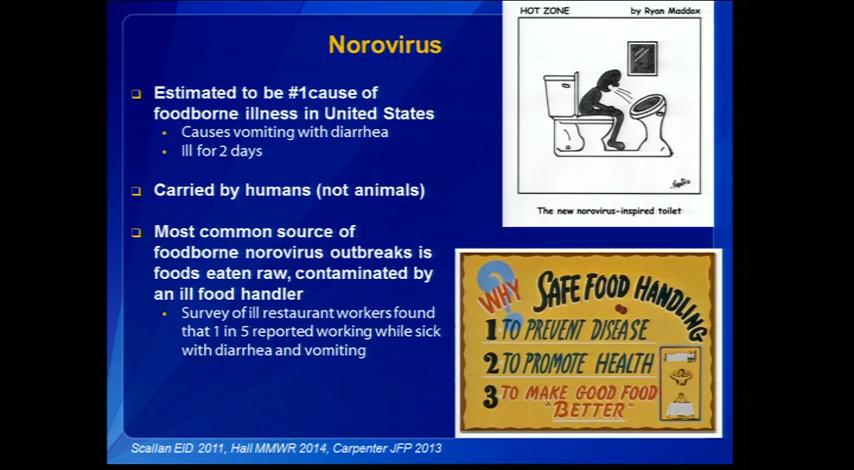 Norovirus
Estimated to be #1cause of
foodborne illness in United States
Causes vomiting with diarrhea
Ill for 2 days
Carried by humans (not animals)
Most common source of
foodborne norovirus outbreaks is
foods eaten raw, contaminated by
an ill food handler
Survey of ill restaurant workers found
that 1 in 5 reported working while sick
with diarrhea and vomiting
Scallan EID 2011, Hall MMWR 2014, Carpenter JFP 2013
HOT ZONE by Ryan Maddox
The new norovirus-inspired toilet
WHY SAFE FOOD HANDLING
1 TO PREVENT DISEASE
2 TO PROMOTE HEALTH
3 TO MAKE GOOD FOOD
"BETTER"